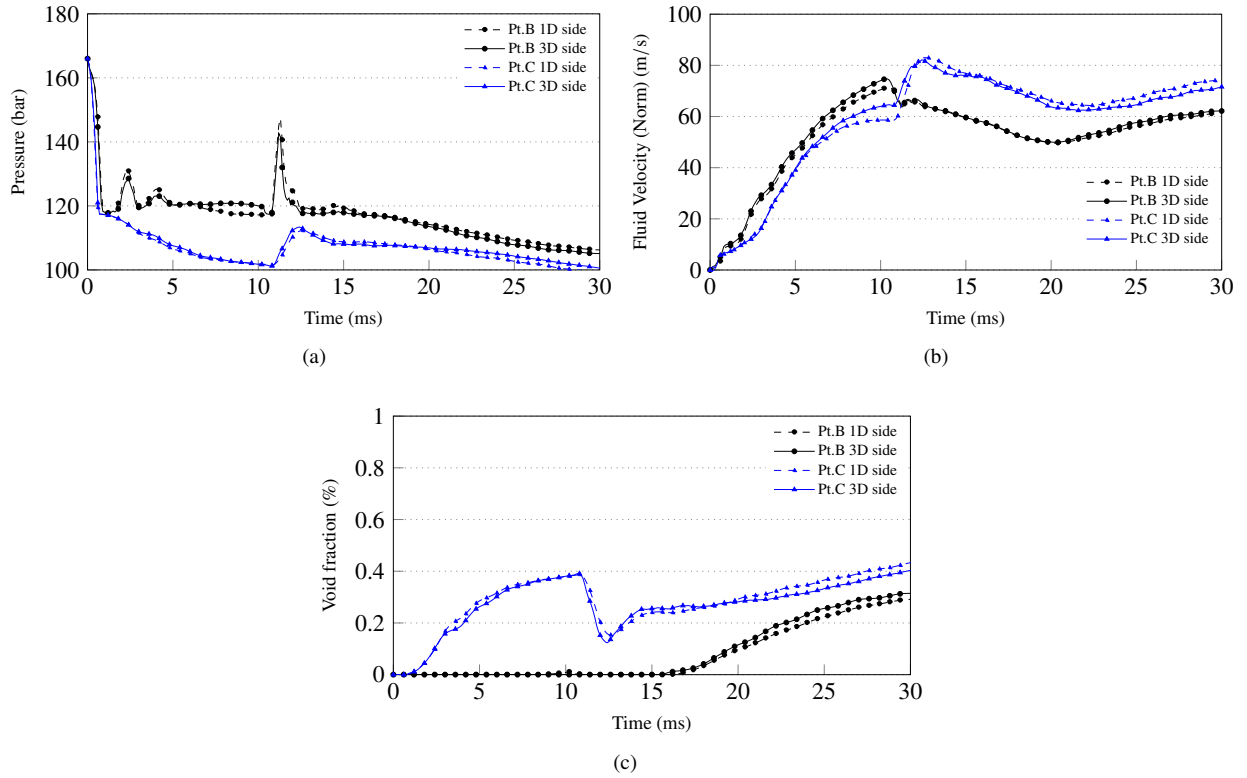 180
160
140
120
100
0
5
10
15
20
25
30
Pressure (bar)
Time (ms)
Pt.B 1D side
Pt.B 3D side
Pt.C 1D side
Pt.C 3D side
(a)
100
80
60
40
20
0
0
5
10
15
20
25
30
Fluid Velocity (Norm) (m/s)
Time (ms)
Pt.B 1D side
Pt.B 3D side
Pt.C 1D side
Pt.C 3D side
(b)
1
0.8
0.6
0.4
0.2
0
0
5
10
15
20
25
30
Void fraction (%)
Time (ms)
Pt.B 1D side
Pt.B 3D side
Pt.C 1D side
Pt.C 3D side
(c)